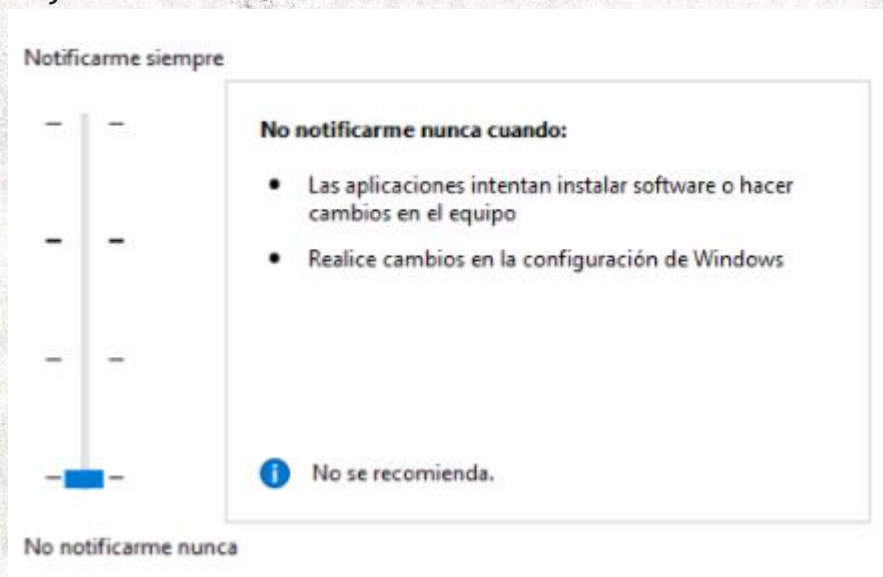 Notificarme siempre
No notificarme nunca cuando:
• Las aplicaciones intentan instalar software o hacer
cambios en el equipo
• Realice cambios en la configuración de Windows
No se recomienda.
No notificarme nunca